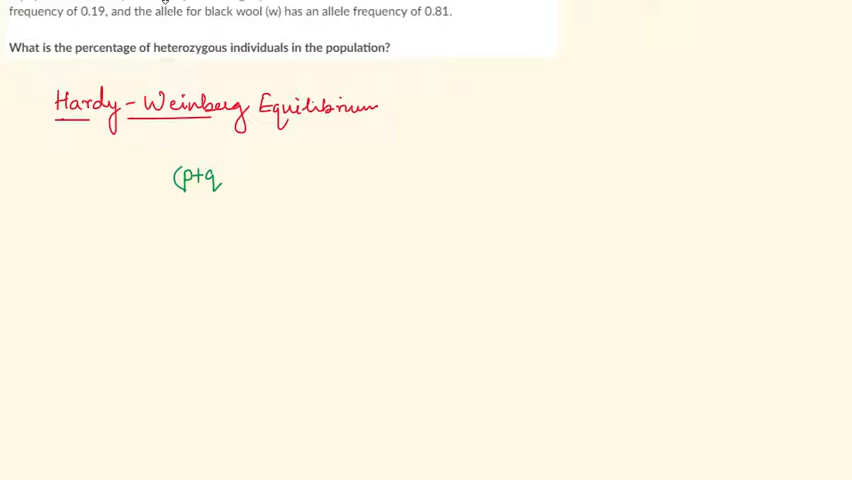 frequency of 0.19, and the allele for black wool (w) has an allele frequency of 0.81.
What is the percentage of heterozygous individuals in the population?
Hardy-Weinberg Equilibrium
(p+q